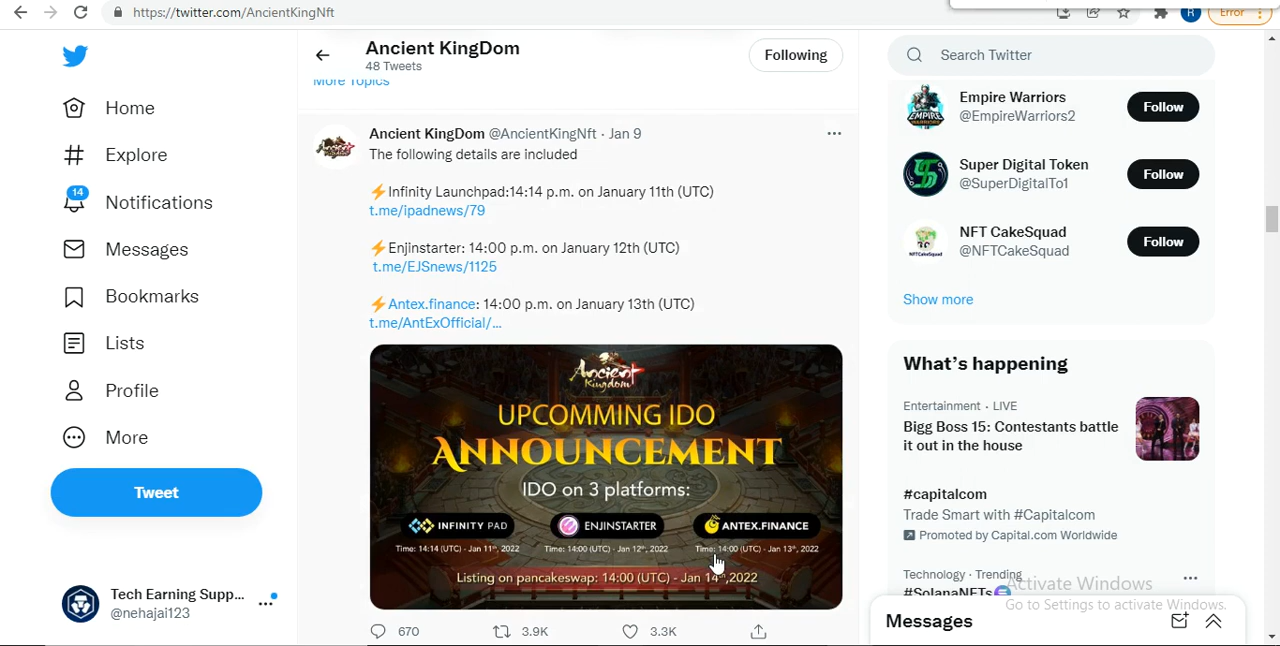 https://twitter.com/AncientKingNft
R
Error
Ancient KingDom
48 Tweets
Following
Search Twitter
More Topics
Home
Explore
14
Notifications
Messages
Bookmarks
Lists
Profile
More
Tweet
Tech Earning Supp...
@nehajai123
Ancient KingDom @AncientKingNft · Jan 9
The following details are included
⚡Infinity Launchpad:14:14 p.m. on January 11th (UTC)
t.me/ipadnews/79
⚡Enjinstarter: 14:00 p.m. on January 12th (UTC)
t.me/EJSnews/1125
⚡Antex.finance: 14:00 p.m. on January 13th (UTC)
t.me/AntExOfficial/...
Ancient
Kingdom
UPCOMMING IDO
ANNOUNCEMENT
IDO on 3 platforms:
INFINITY PAD
ENJINSTARTER
ANTEX.FINANCE
Time: 14:14 (UTC) - Jan 11th, 2022
Time: 14:00 (UTC) - Jan 12th, 2022
Time: 14:00 (UTC) - Jan 13th, 2022
Listing on pancakeswap: 14:00 (UTC) - Jan 14th, 2022
670
3.9K
3.3K
Empire Warriors
@EmpireWarriors2
Follow
Super Digital Token
@SuperDigitalTo1
Follow
NFT CakeSquad
@NFTCakeSquad
Follow
Show more
What's happening
Entertainment · LIVE
Bigg Boss 15: Contestants battle
it out in the house
#capitalcom
Trade Smart with #Capitalcom
Promoted by Capital.com Worldwide
Technology · Trending
#SolanaNFTs
Activate Windows
Go to Settings to activate Windows.
Messages